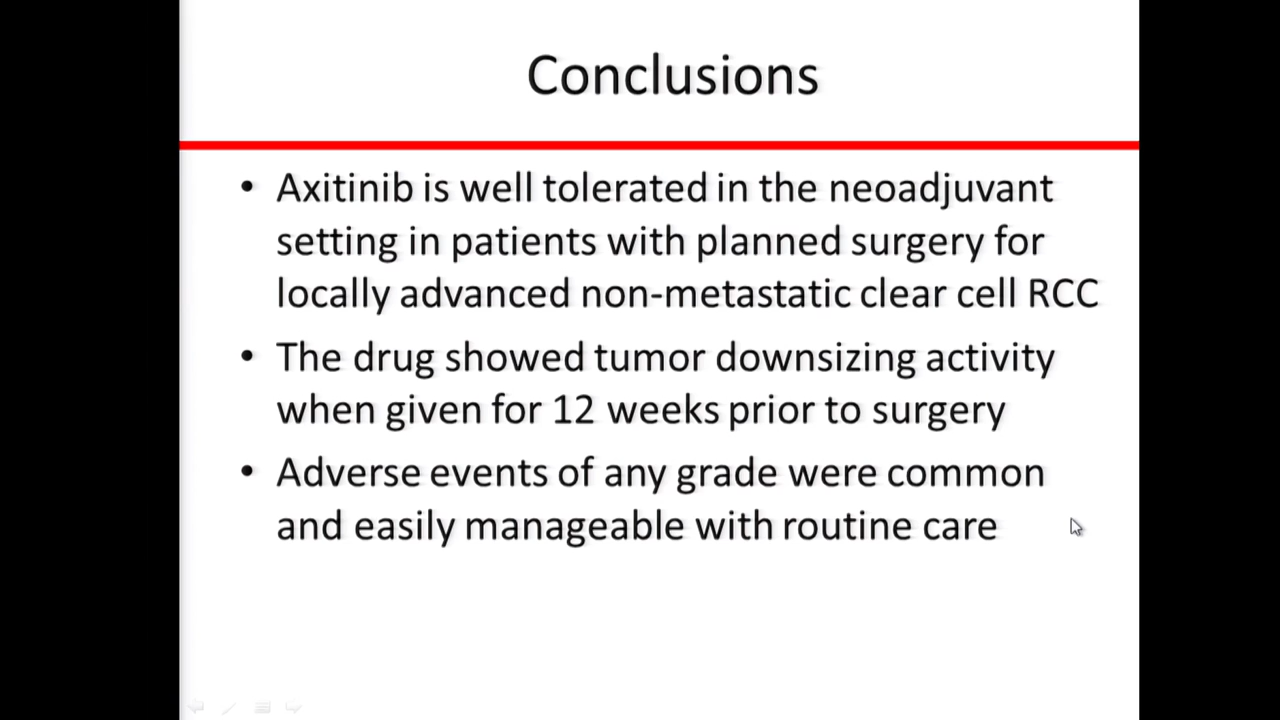 Conclusions
• Axitinib is well tolerated in the neoadjuvant
setting in patients with planned surgery for
locally advanced non-metastatic clear cell RCC
• The drug showed tumor downsizing activity
when given for 12 weeks prior to surgery
• Adverse events of any grade were common
and easily manageable with routine care